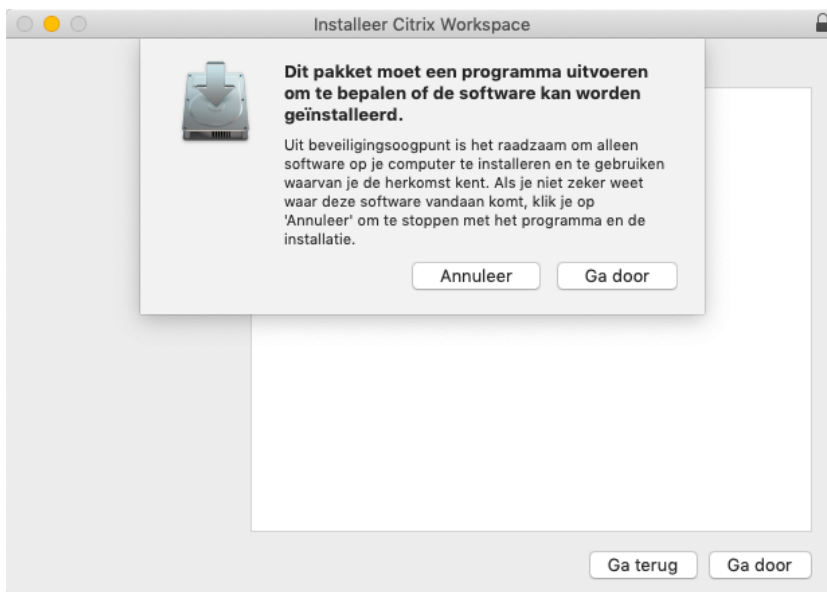 Installeer Citrix Workspace
Dit pakket moet een programma uitvoeren
om te bepalen of de software kan worden
geïnstalleerd.
Uit beveiligingsoogpunt is het raadzaam om alleen
software op je computer te installeren en te gebruiken
waarvan je de herkomst kent. Als je niet zeker weet
waar deze software vandaan komt, klik je op
'Annuleer' om te stoppen met het programma en de
installatie.
Annuleer Ga door
Ga terug Ga door